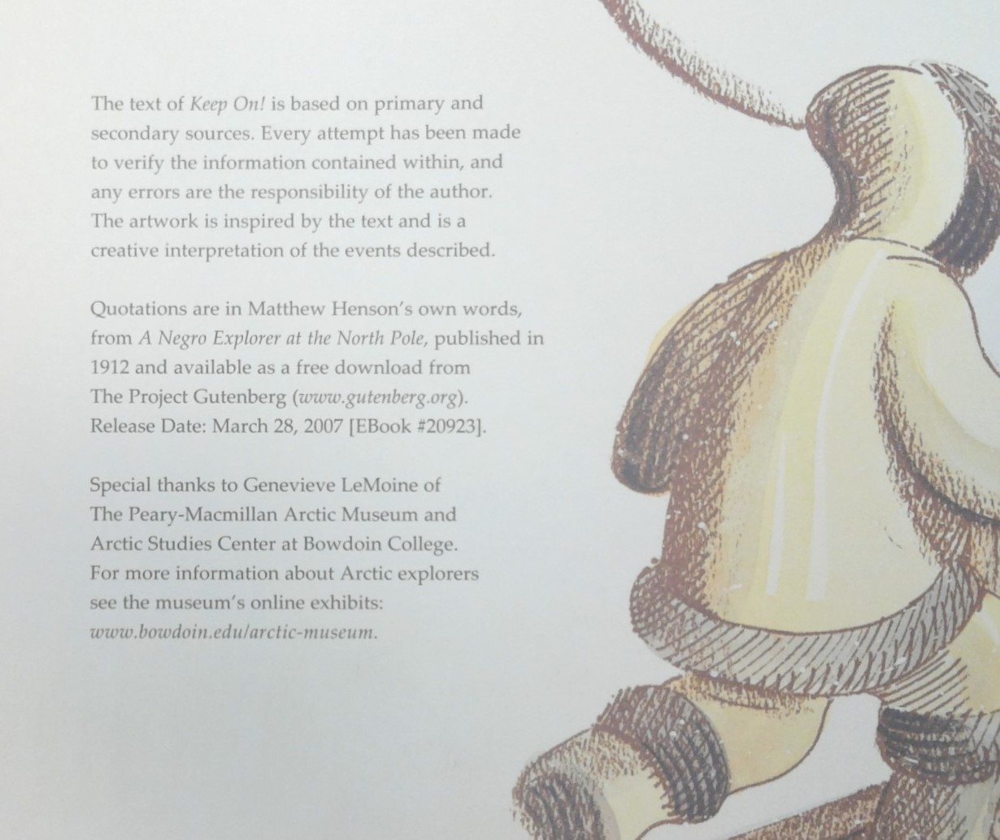 The text of Keep On! is based on primary and
secondary sources. Every attempt has been made
to verify the information contained within, and
any errors are the responsibility of the author.
The artwork is inspired by the text and is a
creative interpretation of the events described.
Quotations are in Matthew Henson's own words,
from A Negro Explorer at the North Pole, published in
1912 and available as a free download from
The Project Gutenberg (www.gutenberg.org).
Release Date: March 28, 2007 [EBook #20923].
Special thanks to Genevieve LeMoine of
The Peary-Macmillan Arctic Museum and
Arctic Studies Center at Bowdoin College.
For more information about Arctic explorers
see the museum's online exhibits:
www.bowdoin.edu/arctic-museum.